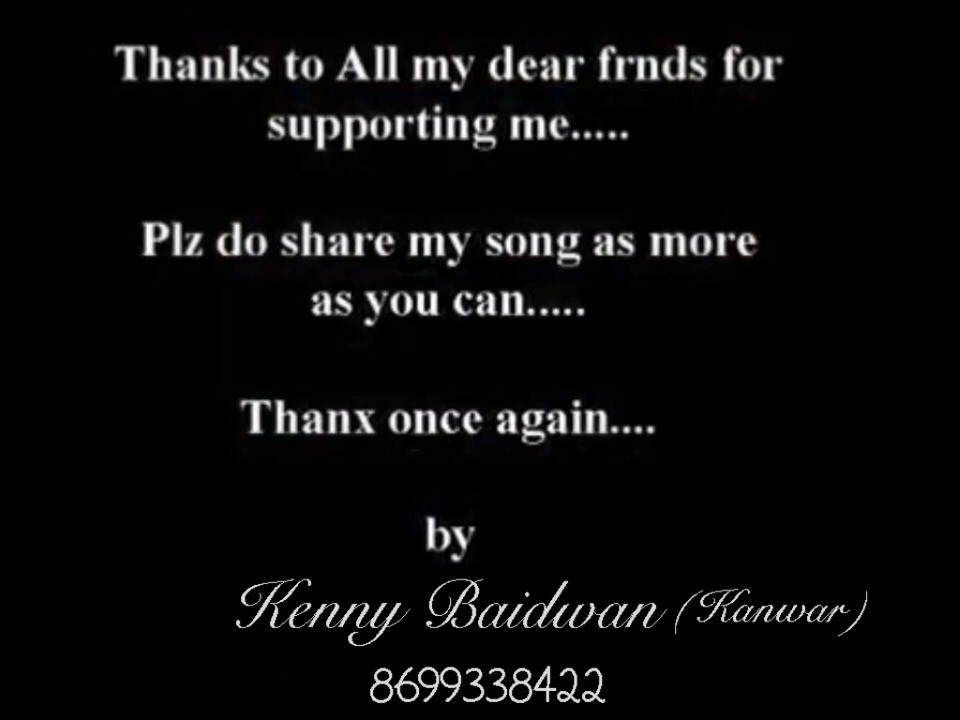 Thanks to All my dear frnds for
supporting me.....
Plz do share my song as more
as you can.....
Thanx once again....
by
Kenny Baidwan (Kanwar)
8699338422